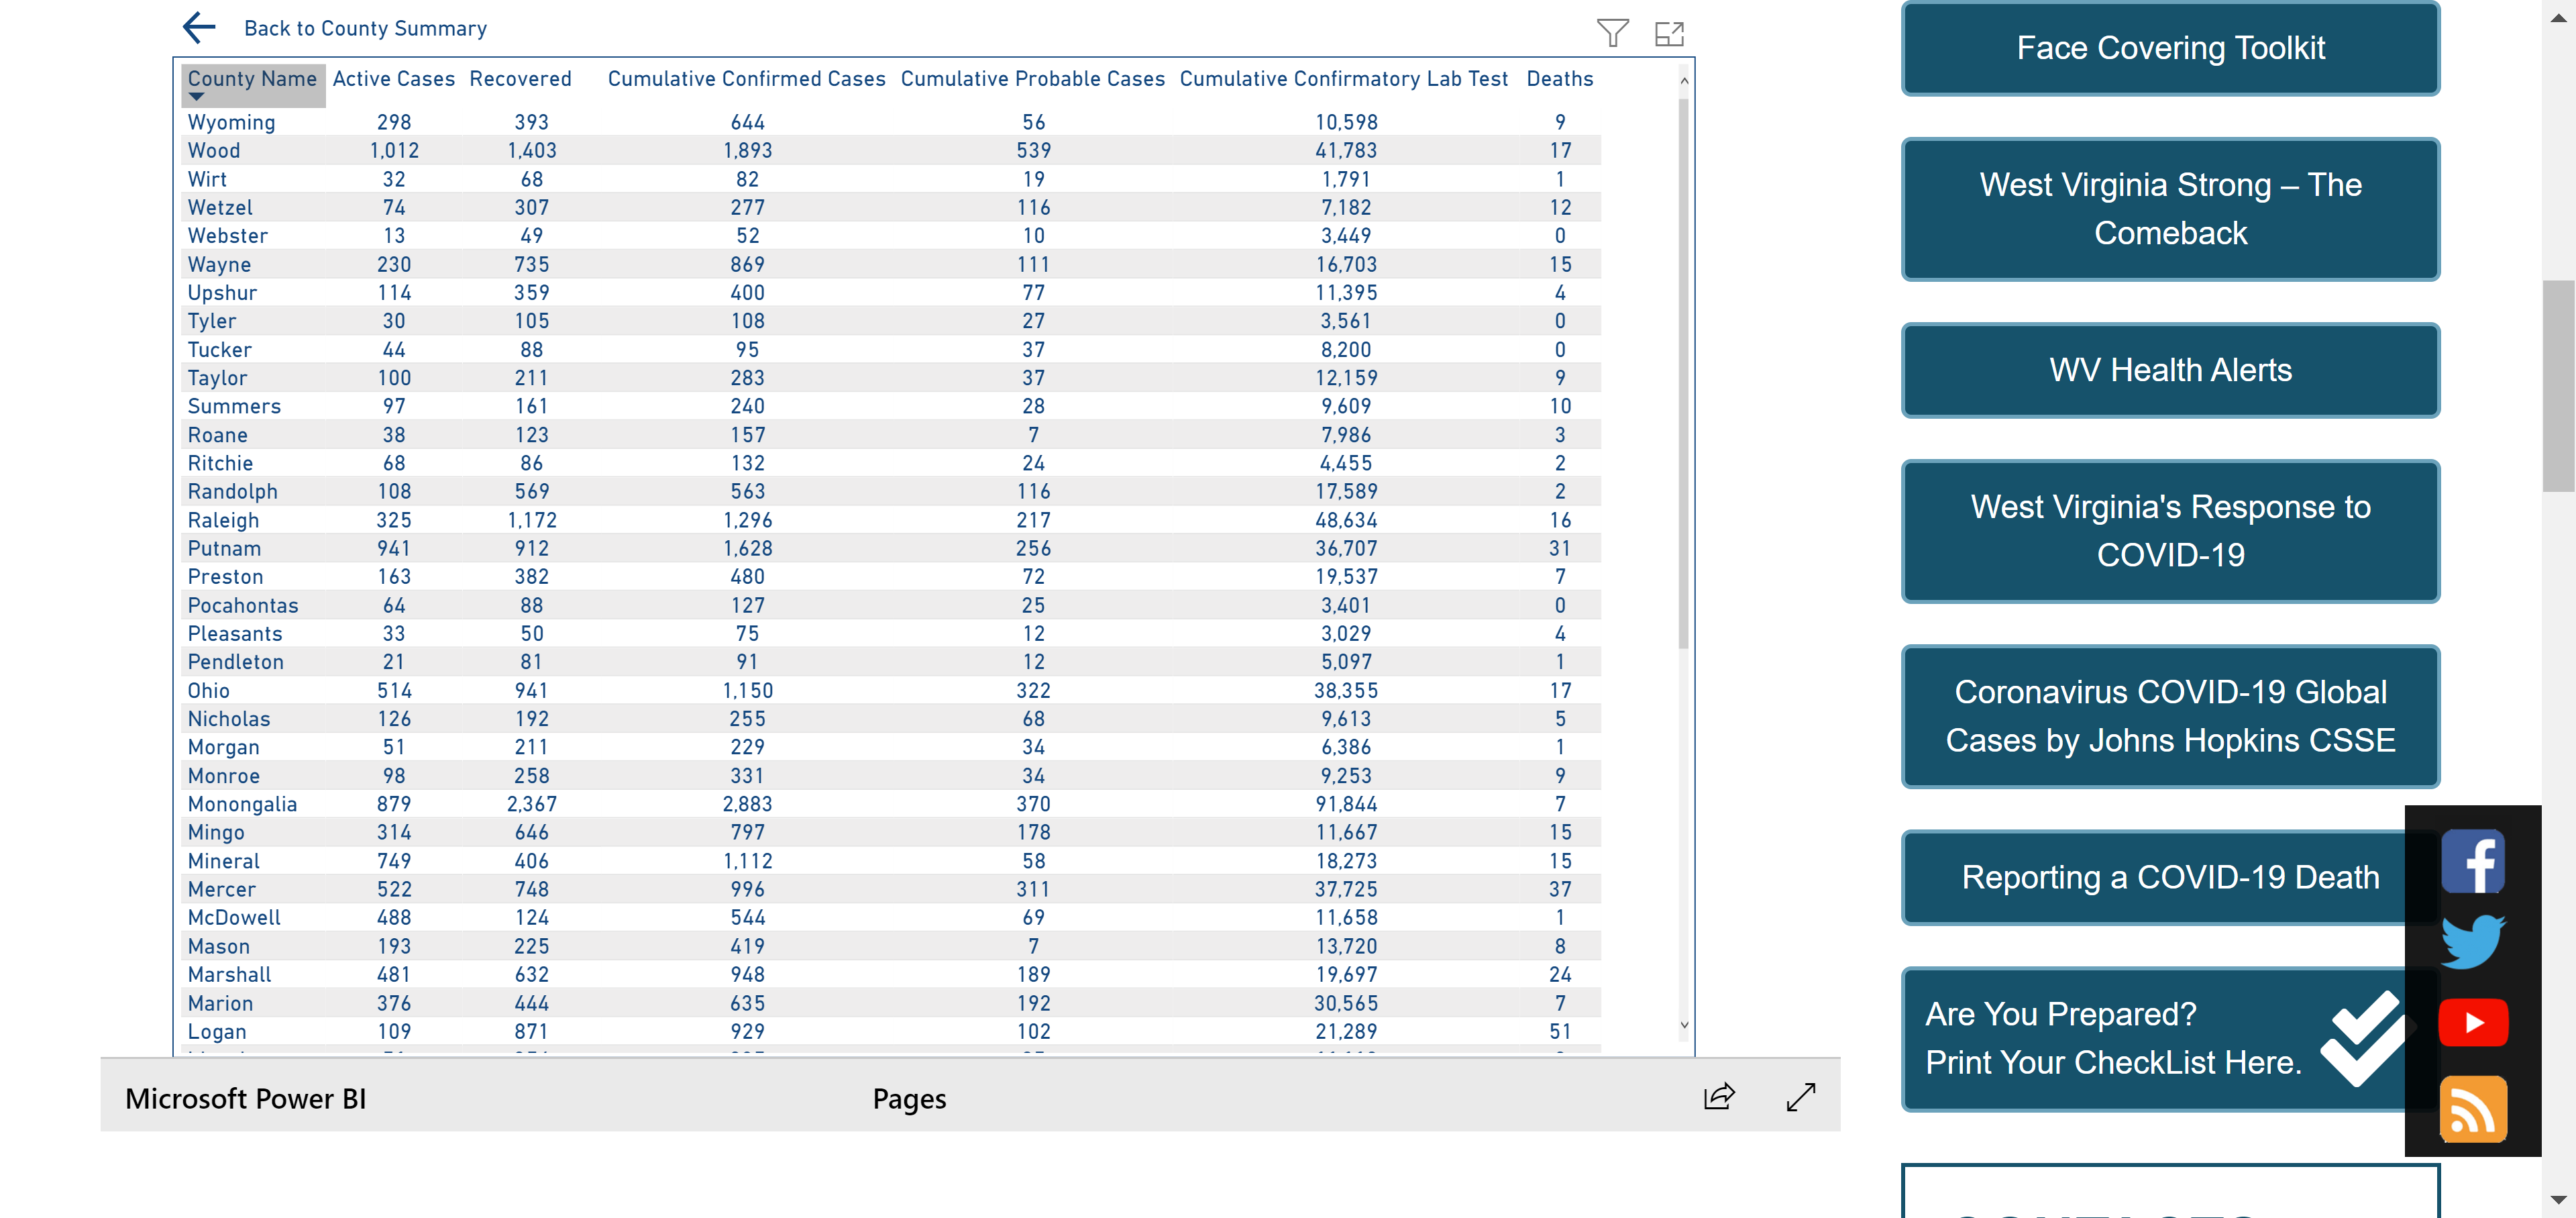 Back to County Summary
County Name Active Cases Recovered Cumulative Confirmed Cases Cumulative Probable Cases Cumulative Confirmatory Lab Test Deaths
Wyoming 298 393 644 56 10,598 9
Wood 1,012 1,403 1,893 539 41,783 17
Wirt 32 68 82 19 1,791 1
Wetzel 74 307 277 116 7,182 12
Webster 13 49 52 10 3,449 0
Wayne 230 735 869 111 16,703 15
Upshur 114 359 400 77 11,395 4
Tyler 30 105 108 27 3,561 0
Tucker 44 88 95 37 8,200 0
Taylor 100 211 283 37 12,159 9
Summers 97 161 240 28 9,609 10
Roane 38 123 157 7 7,986 3
Ritchie 68 86 132 24 4,455 2
Randolph 108 569 563 116 17,589 2
Raleigh 325 1,172 1,296 217 48,634 16
Putnam 941 912 1,628 256 36,707 31
Preston 163 382 480 72 19,537 7
Pocahontas 64 88 127 25 3,401 0
Pleasants 33 50 75 12 3,029 4
Pendleton 21 81 91 12 5,097 1
Ohio 514 941 1,150 322 38,355 17
Nicholas 126 192 255 68 9,613 5
Morgan 51 211 229 34 6,386 1
Monroe 98 258 331 34 9,253 9
Monongalia 879 2,367 2,883 370 91,844 7
Mingo 314 646 797 178 11,667 15
Mineral 749 406 1,112 58 18,273 15
Mercer 522 748 996 311 37,725 37
McDowell 488 124 544 69 11,658 1
Mason 193 225 419 7 13,720 8
Marshall 481 632 948 189 19,697 24
Marion 376 444 635 192 30,565 7
Logan 109 871 929 102 21,289 51
Microsoft Power BI Pages
Face Covering Toolkit
West Virginia Strong – The
Comeback
WV Health Alerts
West Virginia's Response to
COVID-19
Coronavirus COVID-19 Global
Cases by Johns Hopkins CSSE
Reporting a COVID-19 Death
Are You Prepared?
Print Your CheckList Here.